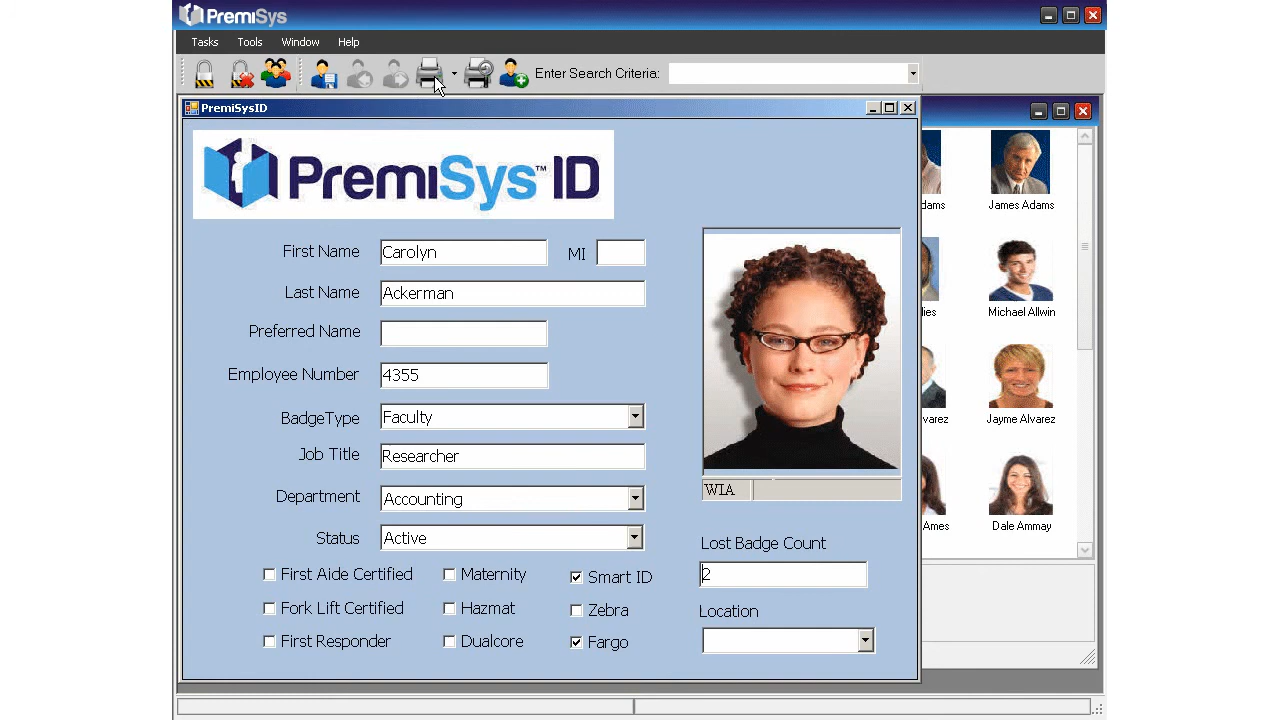 PremiSys
Tasks Tools Window Help
Enter Search Criteria:
PremiSysID
PremiSys™ ID
First Name Carolyn MI
Last Name Ackerman
Preferred Name
Employee Number 4355
BadgeType Faculty
Job Title Researcher
Department Accounting
Status Active
First Aide Certified Maternity Smart ID
Fork Lift Certified Hazmat Zebra
First Responder Dualcore Fargo
WIA
Lost Badge Count
2
Location
dams James Adams
lies Michael Allwin
varez Jayme Alvarez
Ames Dale Ammay